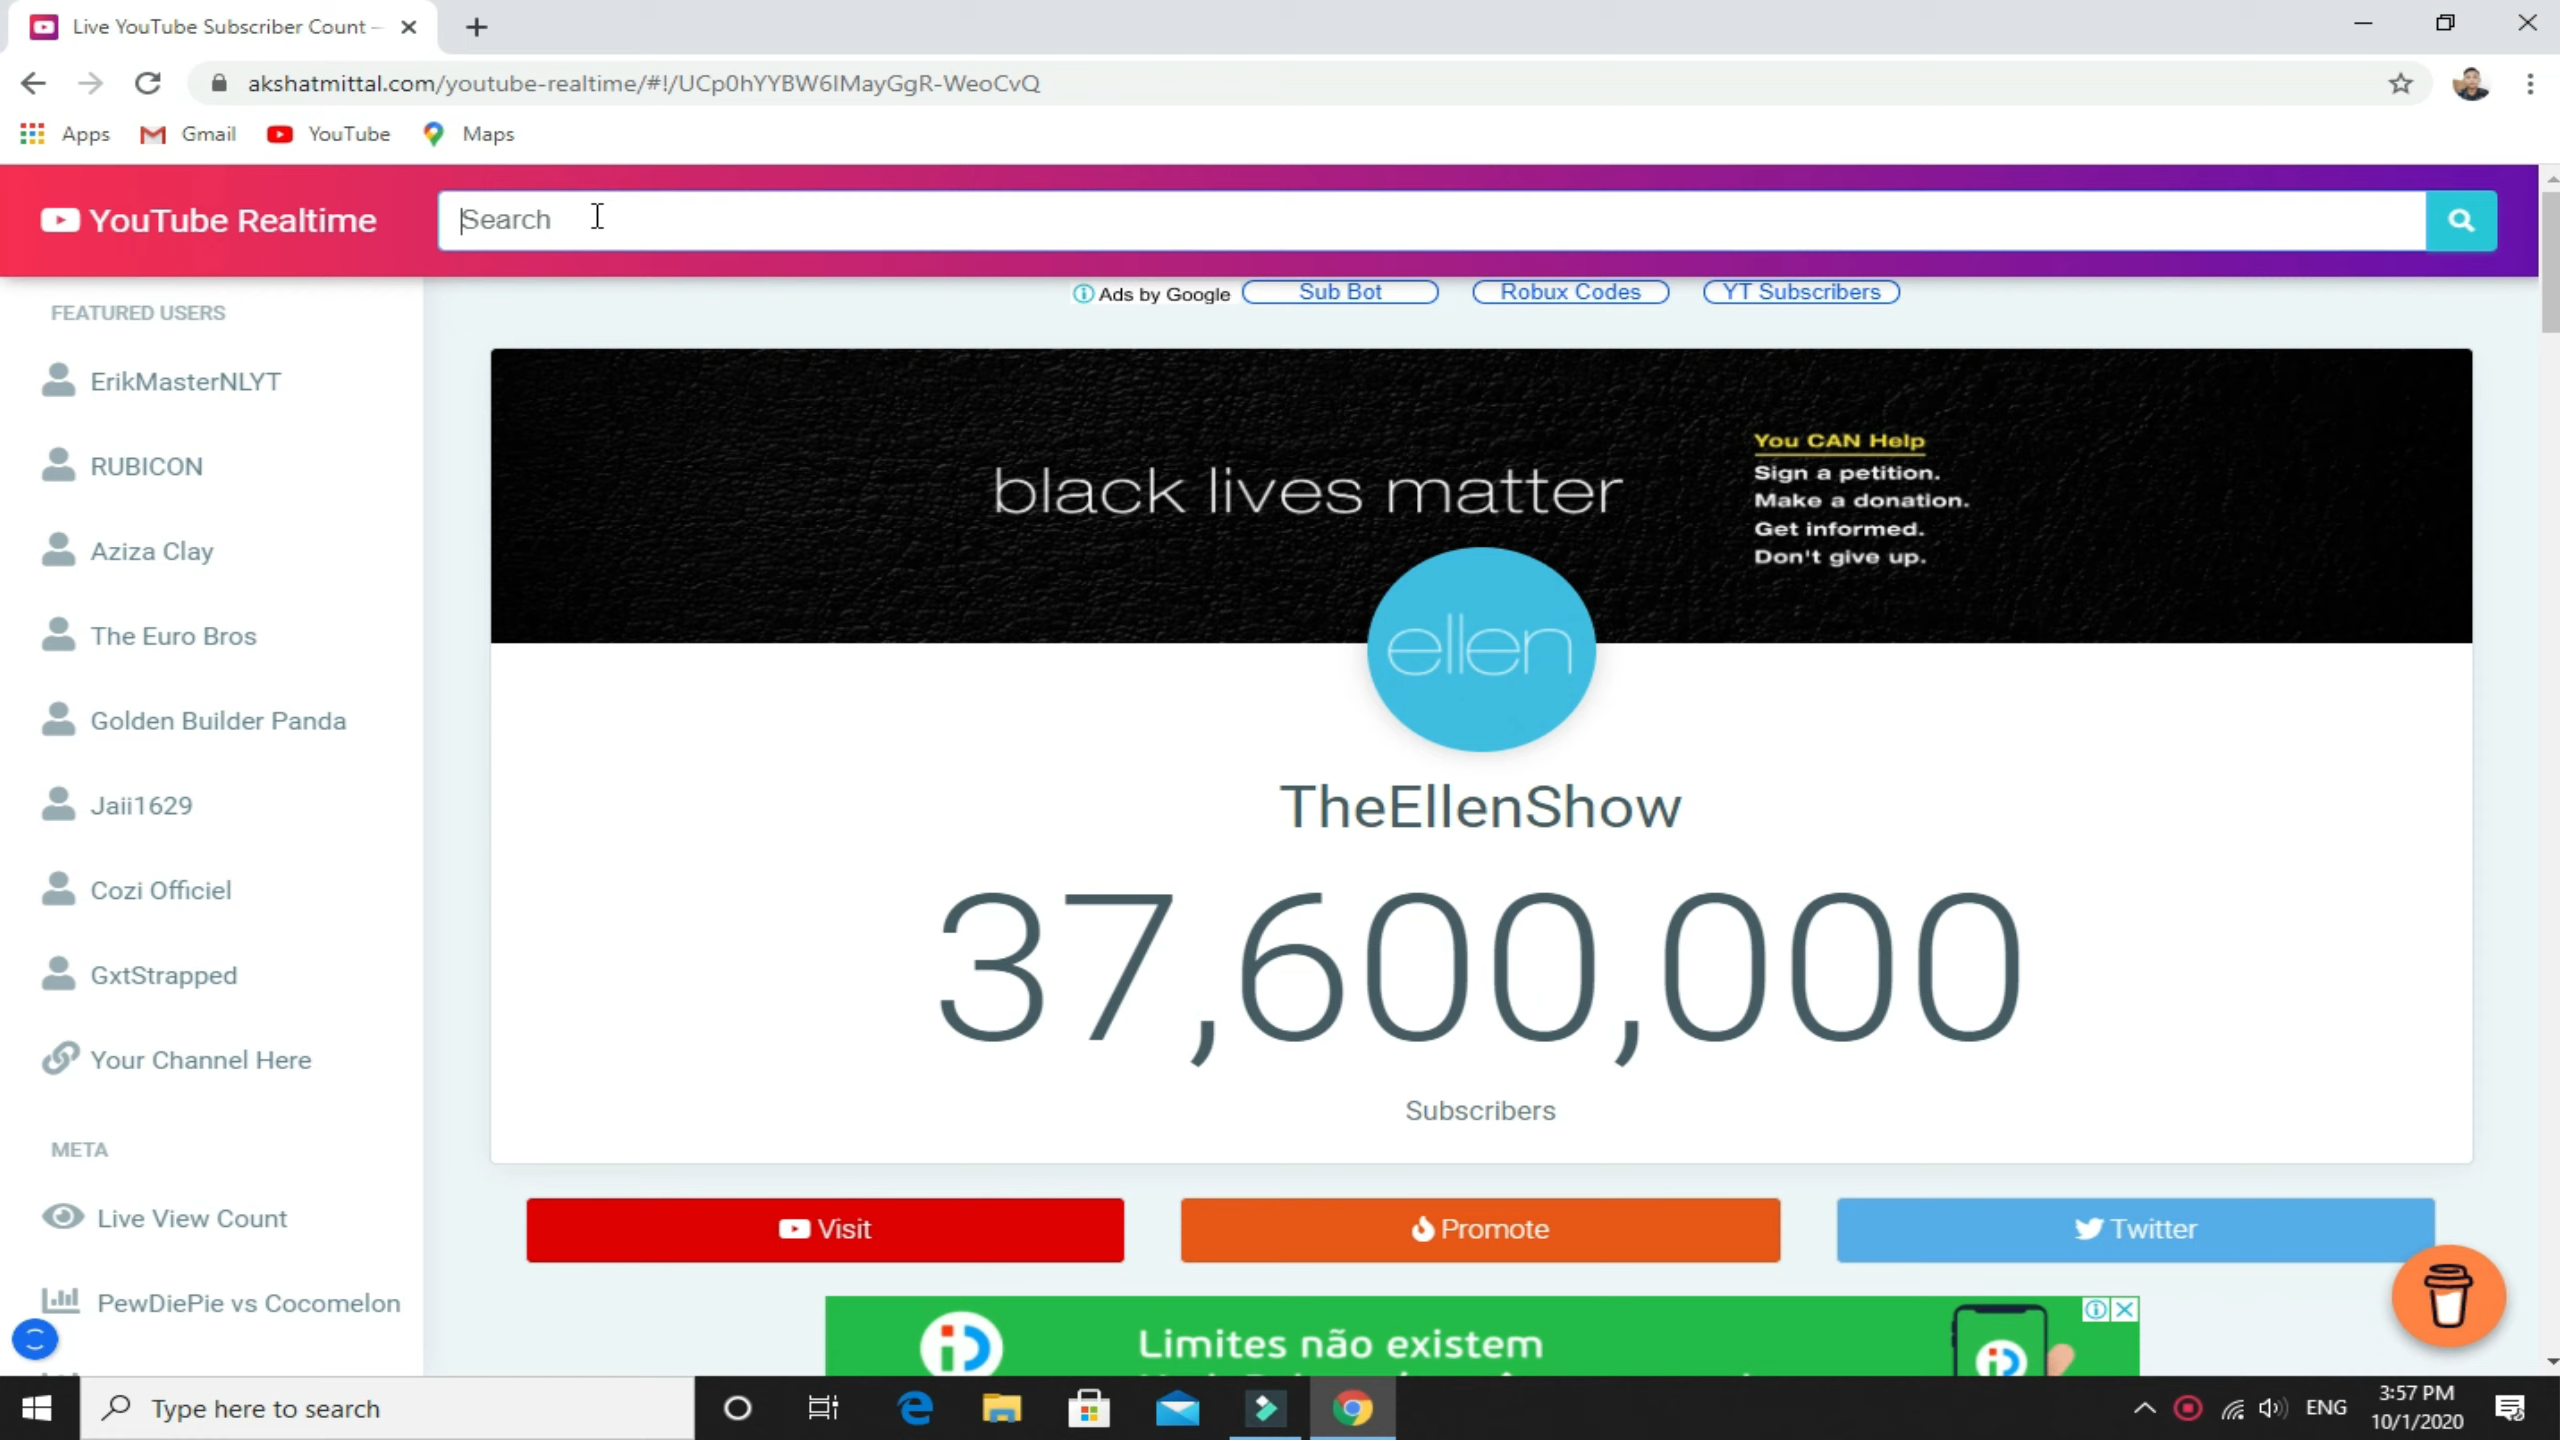 Live YouTube Subscriber Count –
akshatmittal.com/youtube-realtime/#!/UCp0hYYBW6IMayGgR-WeoCvQ
Apps
Gmail
YouTube
Maps
YouTube Realtime
Search
Ads by Google
Sub Bot
Robux Codes
YT Subscribers
FEATURED USERS
ErikMasterNLYT
RUBICON
Aziza Clay
The Euro Bros
Golden Builder Panda
Jaii1629
Cozi Officiel
GxtStrapped
Your Channel Here
META
Live View Count
PewDiePie vs Cocomelon
black lives matter
You CAN Help
Sign a petition.
Make a donation.
Get informed.
Don't give up.
ellen
TheEllenShow
37,600,000
Subscribers
Visit
Promote
Twitter
Limites não existem
Type here to search
ENG
3:57 PM
10/1/2020